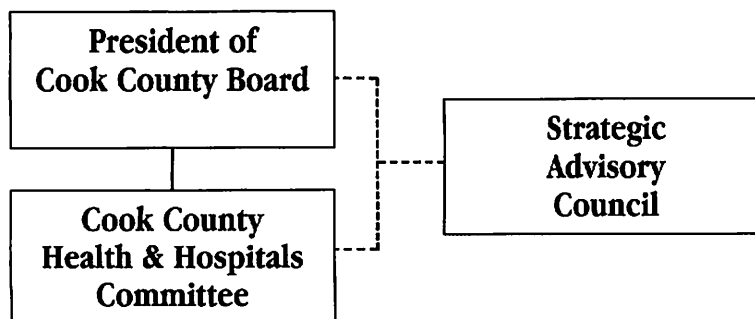 President of
Cook County Board
Cook County
Health & Hospitals
Committee
Strategic
Advisory
Council